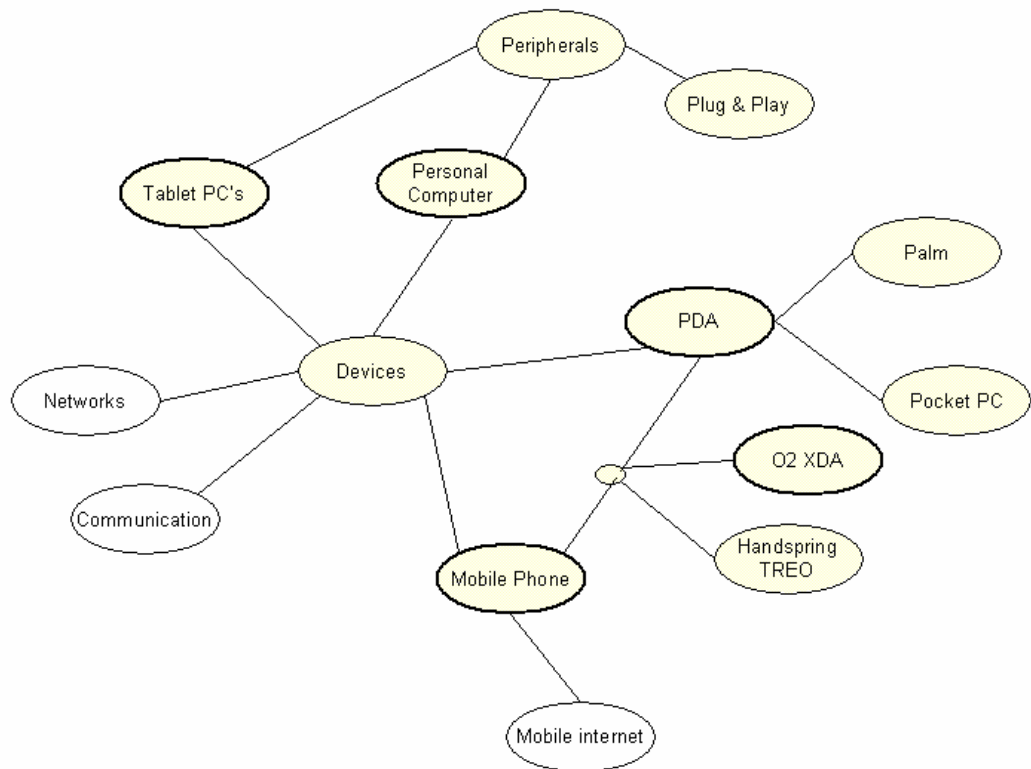 Peripherals
Plug & Play
Tablet PC's
Personal
Computer
Palm
PDA
Devices
Networks
Pocket PC
O2 XDA
Communication
Handspring
TREO
Mobile Phone
Mobile internet